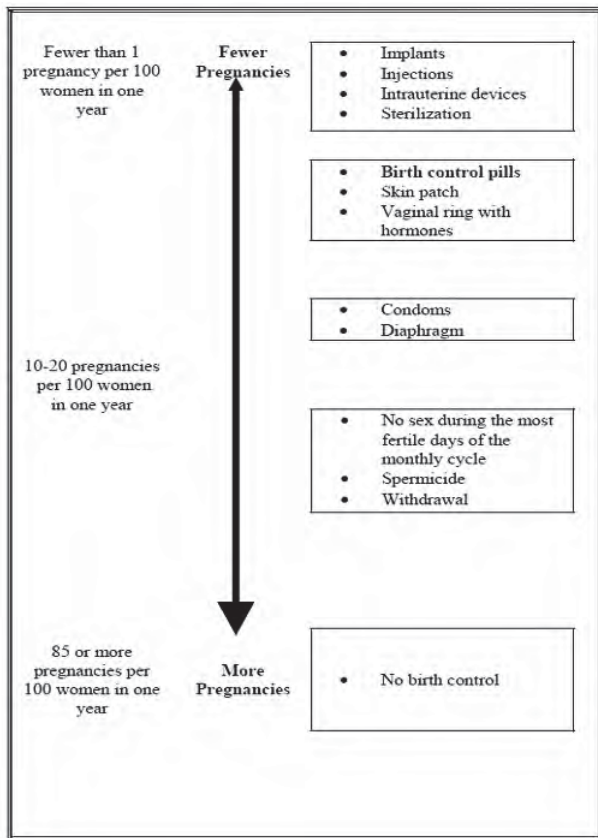 Fewer than 1
pregnancy per 100
women in one
year
Fewer
Pregnancies
• Implants
• Injections
• Intrauterine devices
• Sterilization
• Birth control pills
• Skin patch
• Vaginal ring with
hormones
• Condoms
• Diaphragm
10-20 pregnancies
per 100 women
in one year
• No sex during the most
fertile days of the
monthly cycle
• Spermicide
• Withdrawal
85 or more
pregnancies per
100 women in one
year
More
Pregnancies
• No birth control